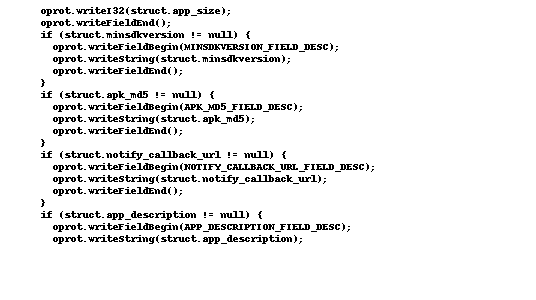 oprot.writeI32(struct.app_size);
oprot.writeFieldEnd();
if (struct.minsdkversion != null) {
oprot.writeFieldBegin(MINSDKVERSION_FIELD_DESC);
oprot.writeString(struct.minsdkversion);
oprot.writeFieldEnd();
}
if (struct.apk_md5 != null) {
oprot.writeFieldBegin(APK_MD5_FIELD_DESC);
oprot.writeString(struct.apk_md5);
oprot.writeFieldEnd();
}
if (struct.notify_callback_url != null) {
oprot.writeFieldBegin(NOTIFY_CALLBACK_URL_FIELD_DESC);
oprot.writeString(struct.notify_callback_url);
oprot.writeFieldEnd();
}
if (struct.app_description != null) {
oprot.writeFieldBegin(APP_DESCRIPTION_FIELD_DESC);
oprot.writeString(struct.app_description);